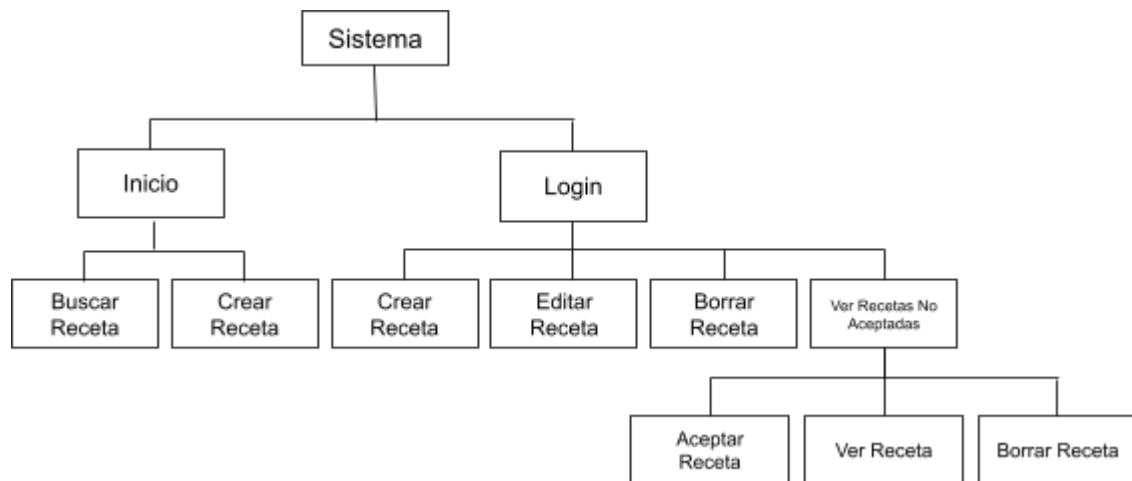 Sistema
Inicio
Login
Buscar
Receta
Crear
Receta
Crear
Receta
Editar
Receta
Borrar
Receta
Ver Recetas No
Aceptadas
Aceptar
Receta
Ver Receta
Borrar Receta